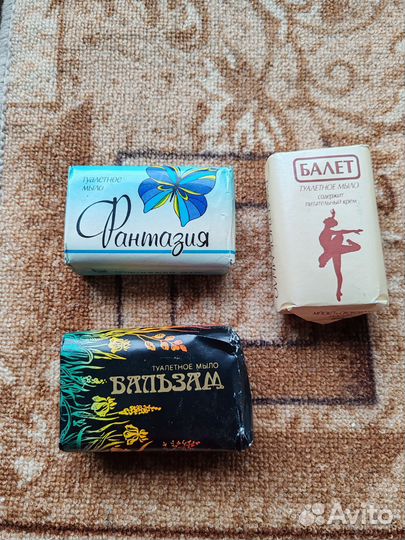 туалетное
мыло
Фантазия
БАЛЕТ
ТУАЛЕТНОЕ МЫЛО
содержит
питательный крем
ТУАЛЕТНОЕ МЫЛО
БАЛЬЗАМ
Avito